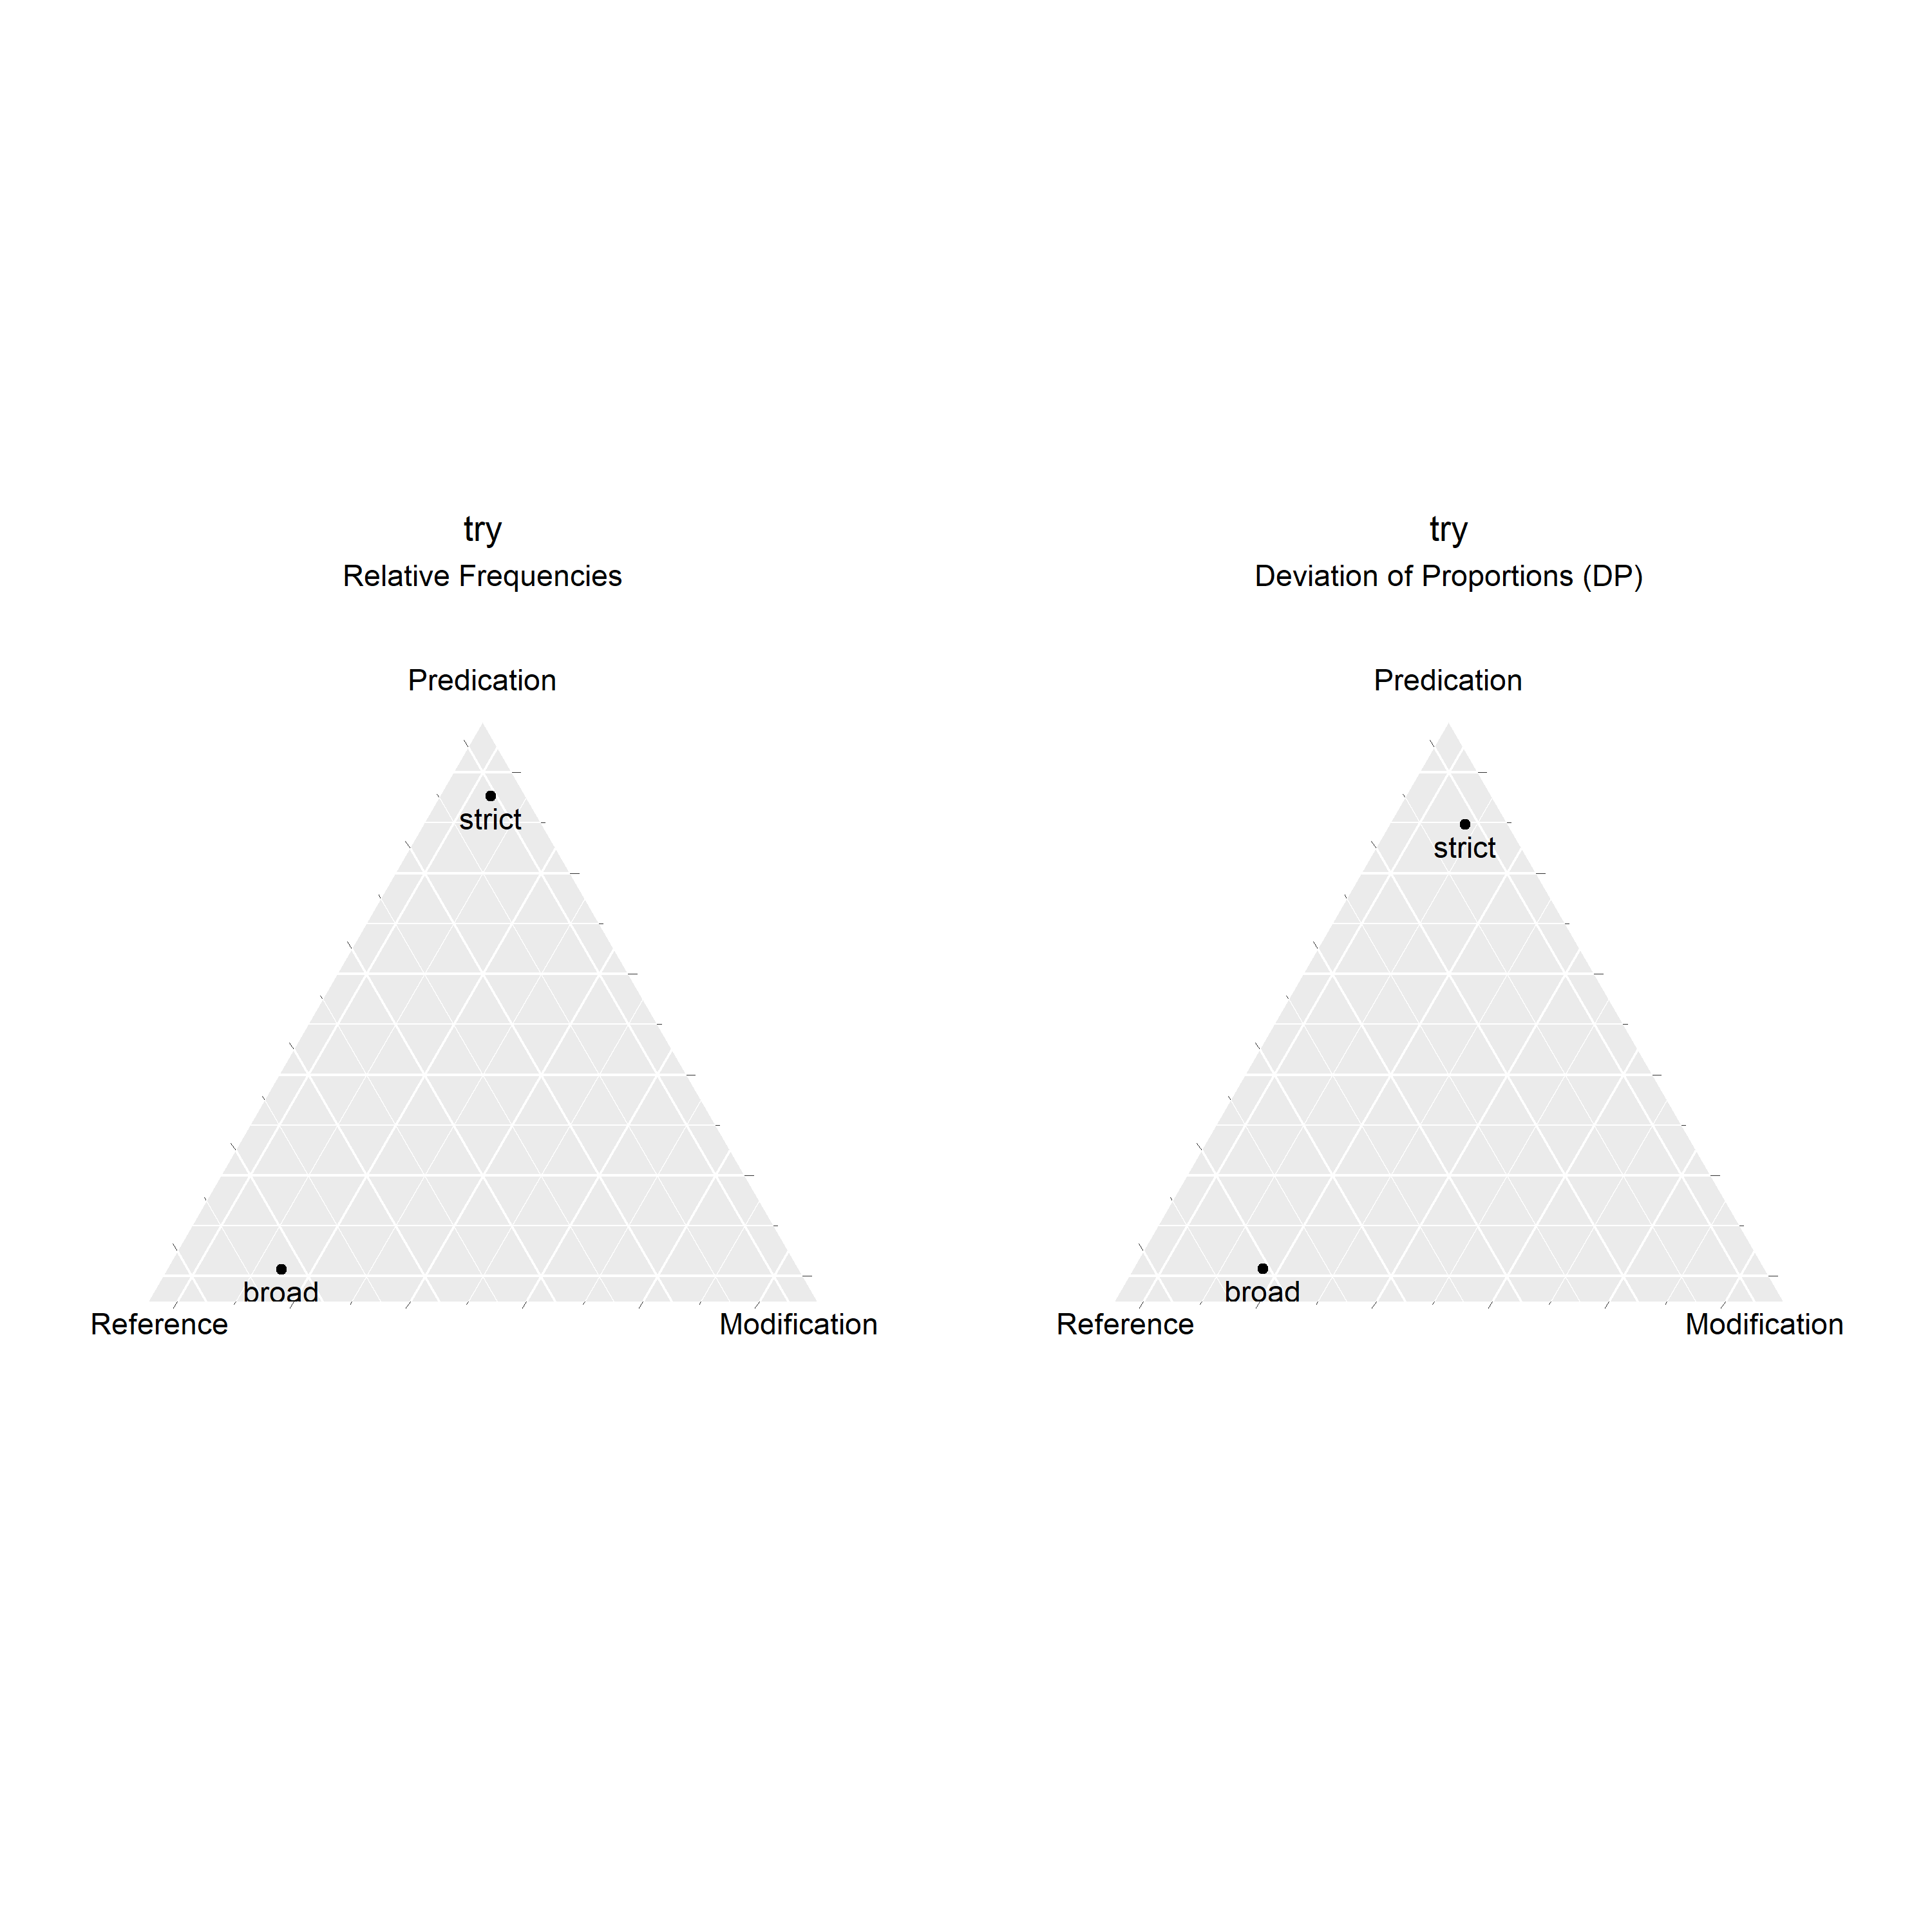 try
Relative Frequencies
Predication
strict
broad
Reference
Modification
try
Deviation of Proportions (DP)
Predication
strict
broad
Reference
Modification